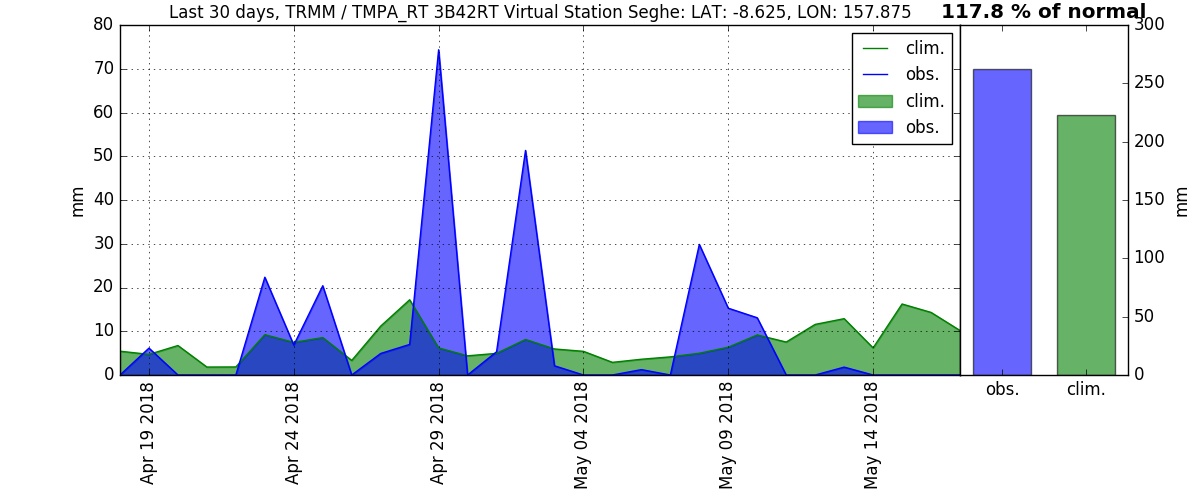 Last 30 days, TRMM / TMPA_RT 3B42RT Virtual Station Seghe: LAT: -8.625, LON: 157.875
117.8 % of normal
80
70
60
50
40
30
20
10
0
mm
clim.
obs.
clim.
obs.
Apr 19 2018
Apr 24 2018
Apr 29 2018
May 04 2018
May 09 2018
May 14 2018
300
250
200
150
100
50
0
mm
obs.
clim.